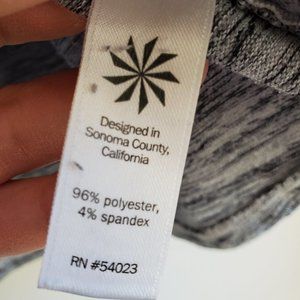 Designed in
Sonoma County,
California
96% polyester,
4% spandex
RN #54023